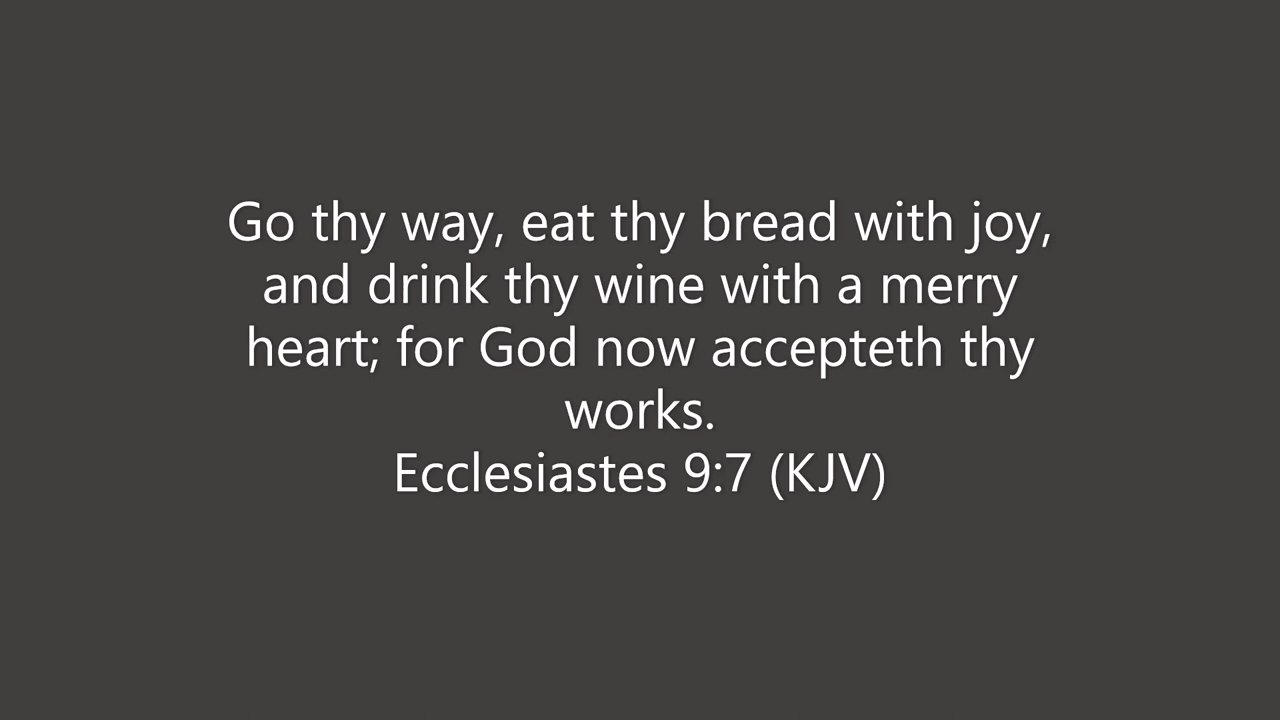 Go thy way, eat thy bread with joy,
and drink thy wine with a merry
heart; for God now accepteth thy
works.
Ecclesiastes 9:7 (KJV)